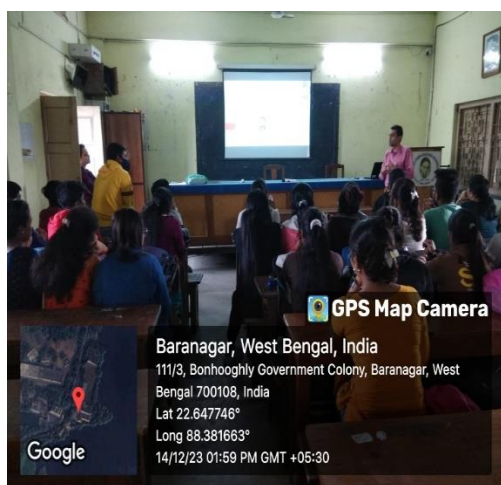 GPS Map Camera
Baranagar, West Bengal, India
111/3, Bonhooghly Government Colony, Baranagar, West
Bengal 700108, India
Lat 22.647746°
Long 88.381663°
14/12/23 01:59 PM GMT +05:30
Google